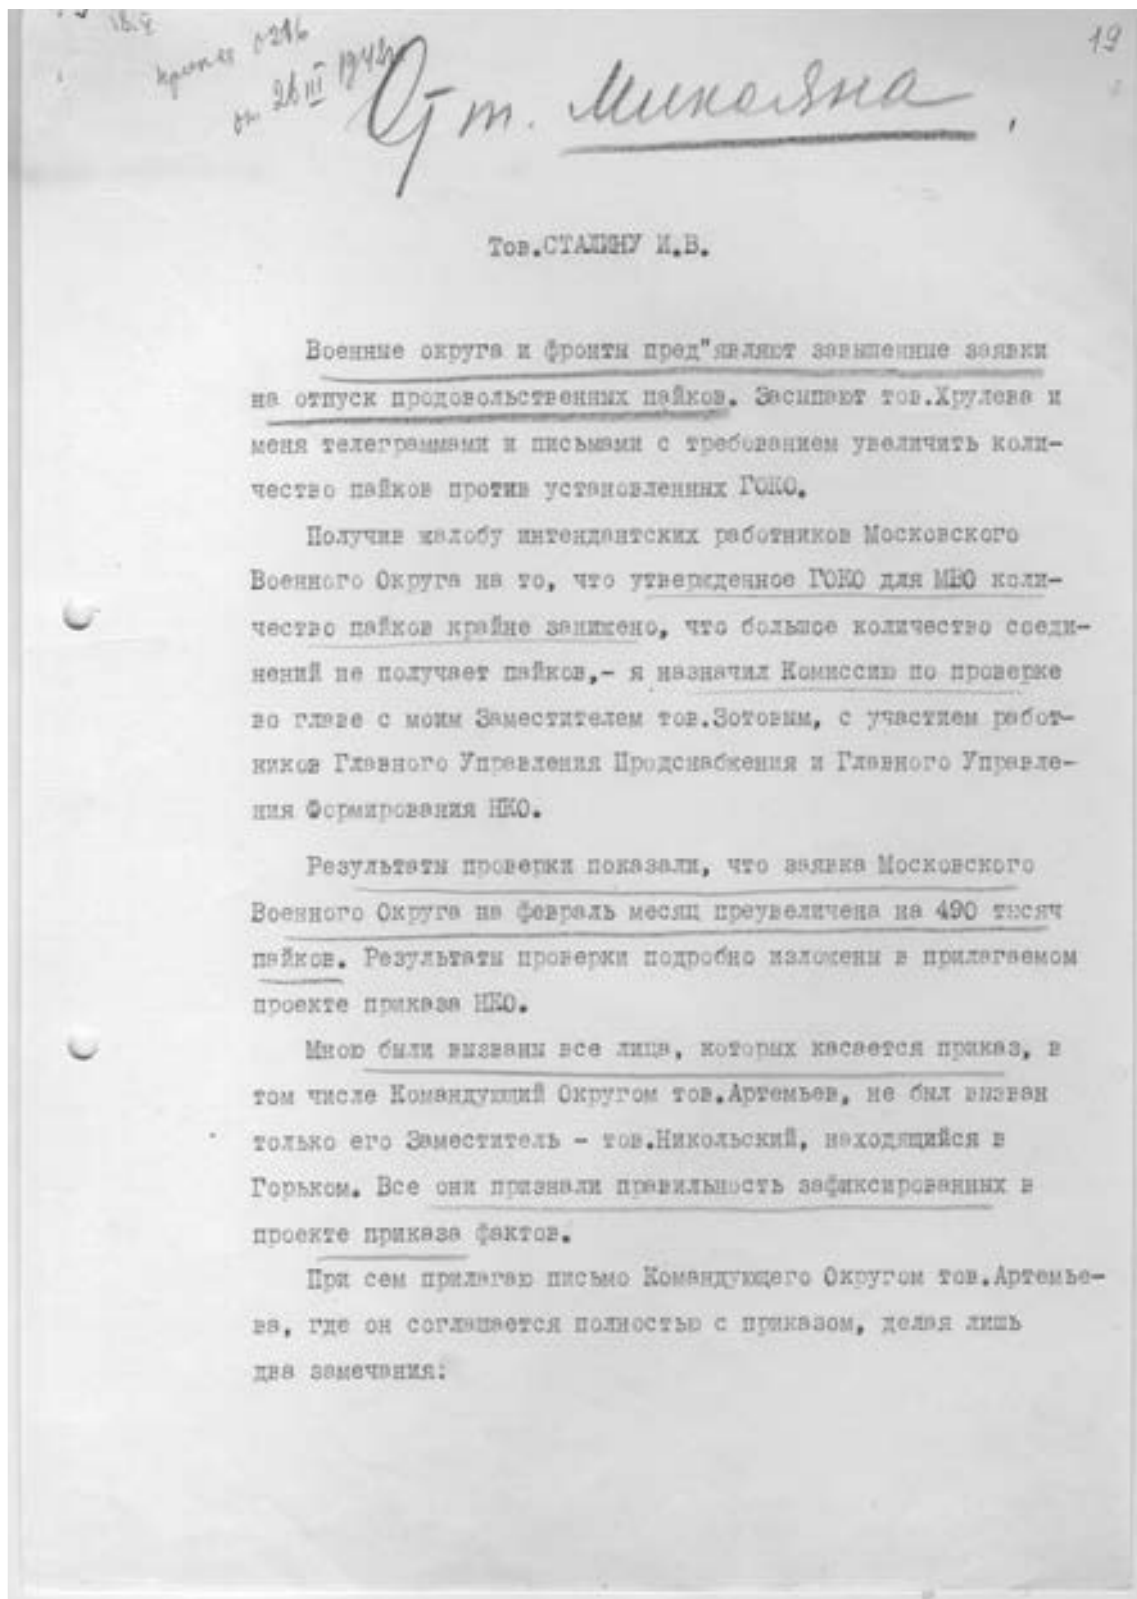 19
приказ 0216
от 26 III 1942 г.
От т. Микояна.
Тов.СТАЛИНУ И.В.
Военные округа и фронты пред"являют завышенные заявки
на отпуск продовольственных пайков. Засыпают тов.Хрулева и
меня телеграммами и письмами с требованием увеличить коли-
чество пайков против установленных ГОКО.
Получив жалобу интендантских работников Московского
Военного Округа на то, что утвержденное ГОКО для МВО коли-
чество пайков крайне занижено, что большое количество соеди-
нений не получает пайков,- я назначил Комиссию по проверке
во главе с моим Заместителем тов.Зотовым, с участием работ-
ников Главного Управления Продснабжения и Главного Управле-
ния Формирования НКО.
Результаты проверки показали, что заявка Московского
Военного Округа на февраль месяц преувеличена на 490 тысяч
пайков. Результаты проверки подробно изложены в прилагаемом
проекте приказа НКО.
Мною были вызваны все лица, которых касается приказ, в
том числе Командующий Округом тов.Артемьев, не был вызван
только его Заместитель - тов.Никольский, находящийся в
Горьком. Все они признали правильность зафиксированных в
проекте приказа фактов.
При сем прилагаю письмо Командующего Округом тов.Артемье-
ва, где он соглашается полностью с приказом, делая лишь
два замечания: